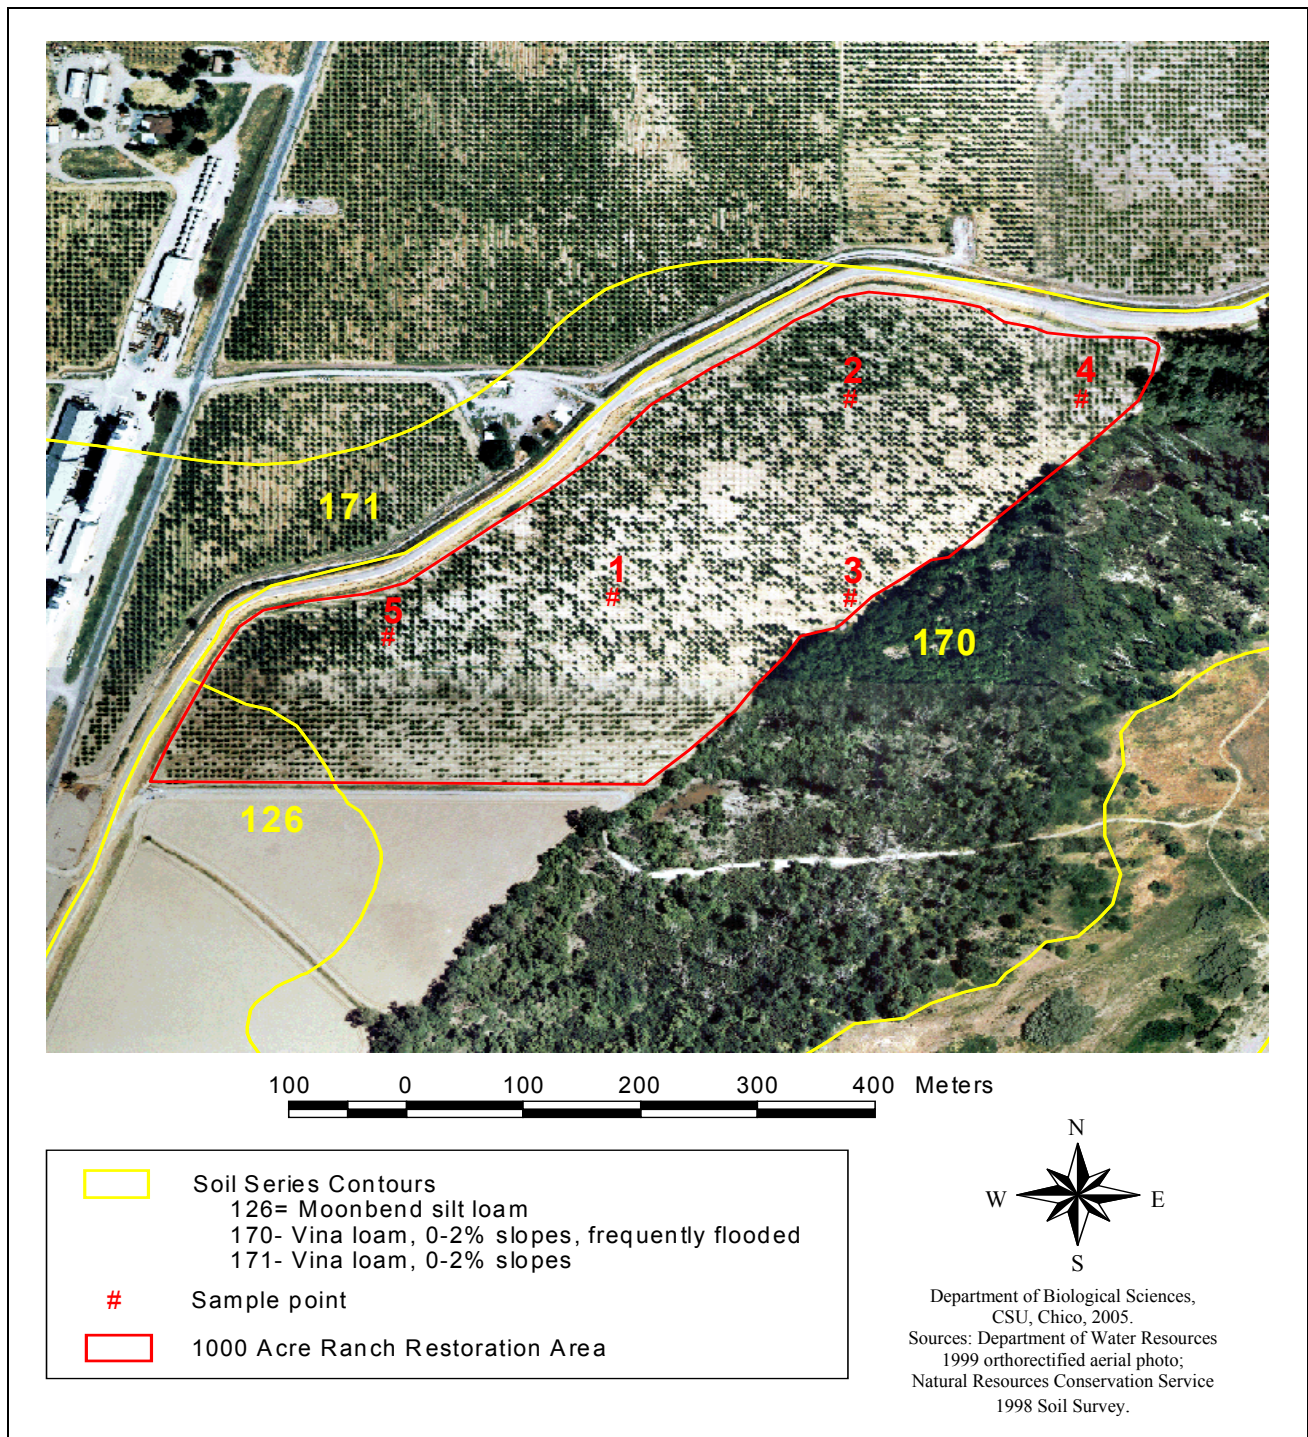 2
#
4
#
171
1
#
3
#
5
#
170
126
100 0 100 200 300 400 Meters
Soil Series Contours
126= Moonbend silt loam
170- Vina loam, 0-2% slopes, frequently flooded
171- Vina loam, 0-2% slopes
# Sample point
1000 Acre Ranch Restoration Area
N
W E
S
Department of Biological Sciences,
CSU, Chico, 2005.
Sources: Department of Water Resources
1999 orthorectified aerial photo;
Natural Resources Conservation Service
1998 Soil Survey.